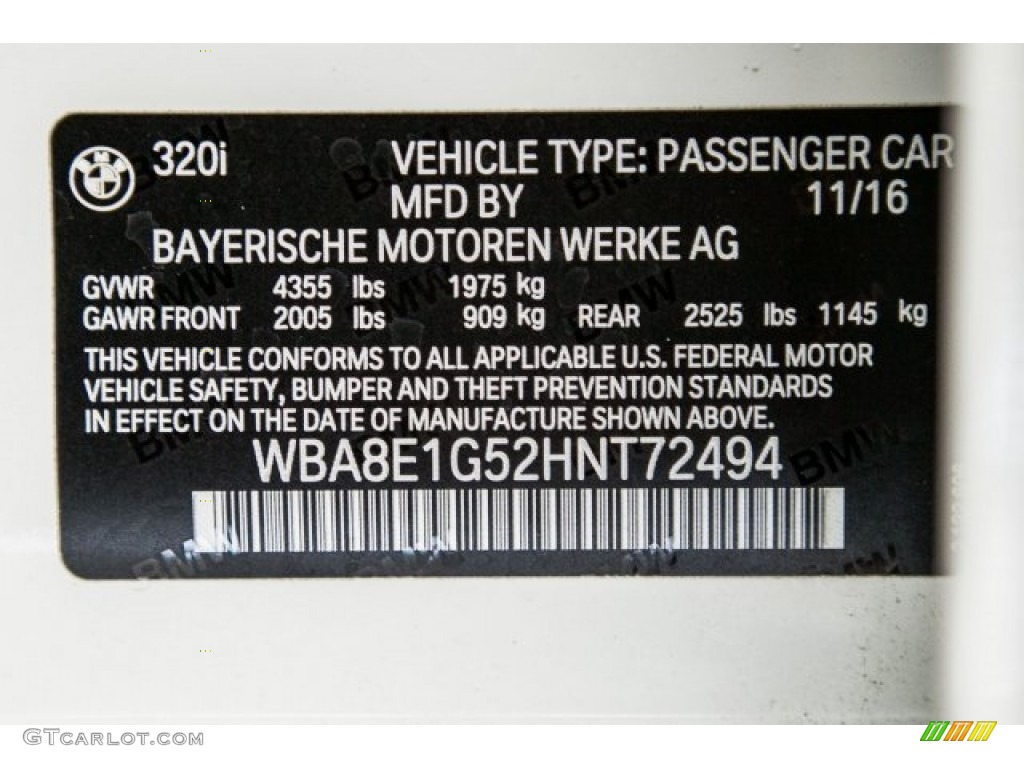 320i VEHICLE TYPE: PASSENGER CAR
MFD BY 11/16
BAYERISCHE MOTOREN WERKE AG
GVWR 4355 lbs 1975 kg
GAWR FRONT 2005 lbs 909 kg REAR 2525 lbs 1145 kg
THIS VEHICLE CONFORMS TO ALL APPLICABLE U.S. FEDERAL MOTOR
VEHICLE SAFETY, BUMPER AND THEFT PREVENTION STANDARDS
IN EFFECT ON THE DATE OF MANUFACTURE SHOWN ABOVE.
WBA8E1G52HNT72494
GTCARLOT.COM